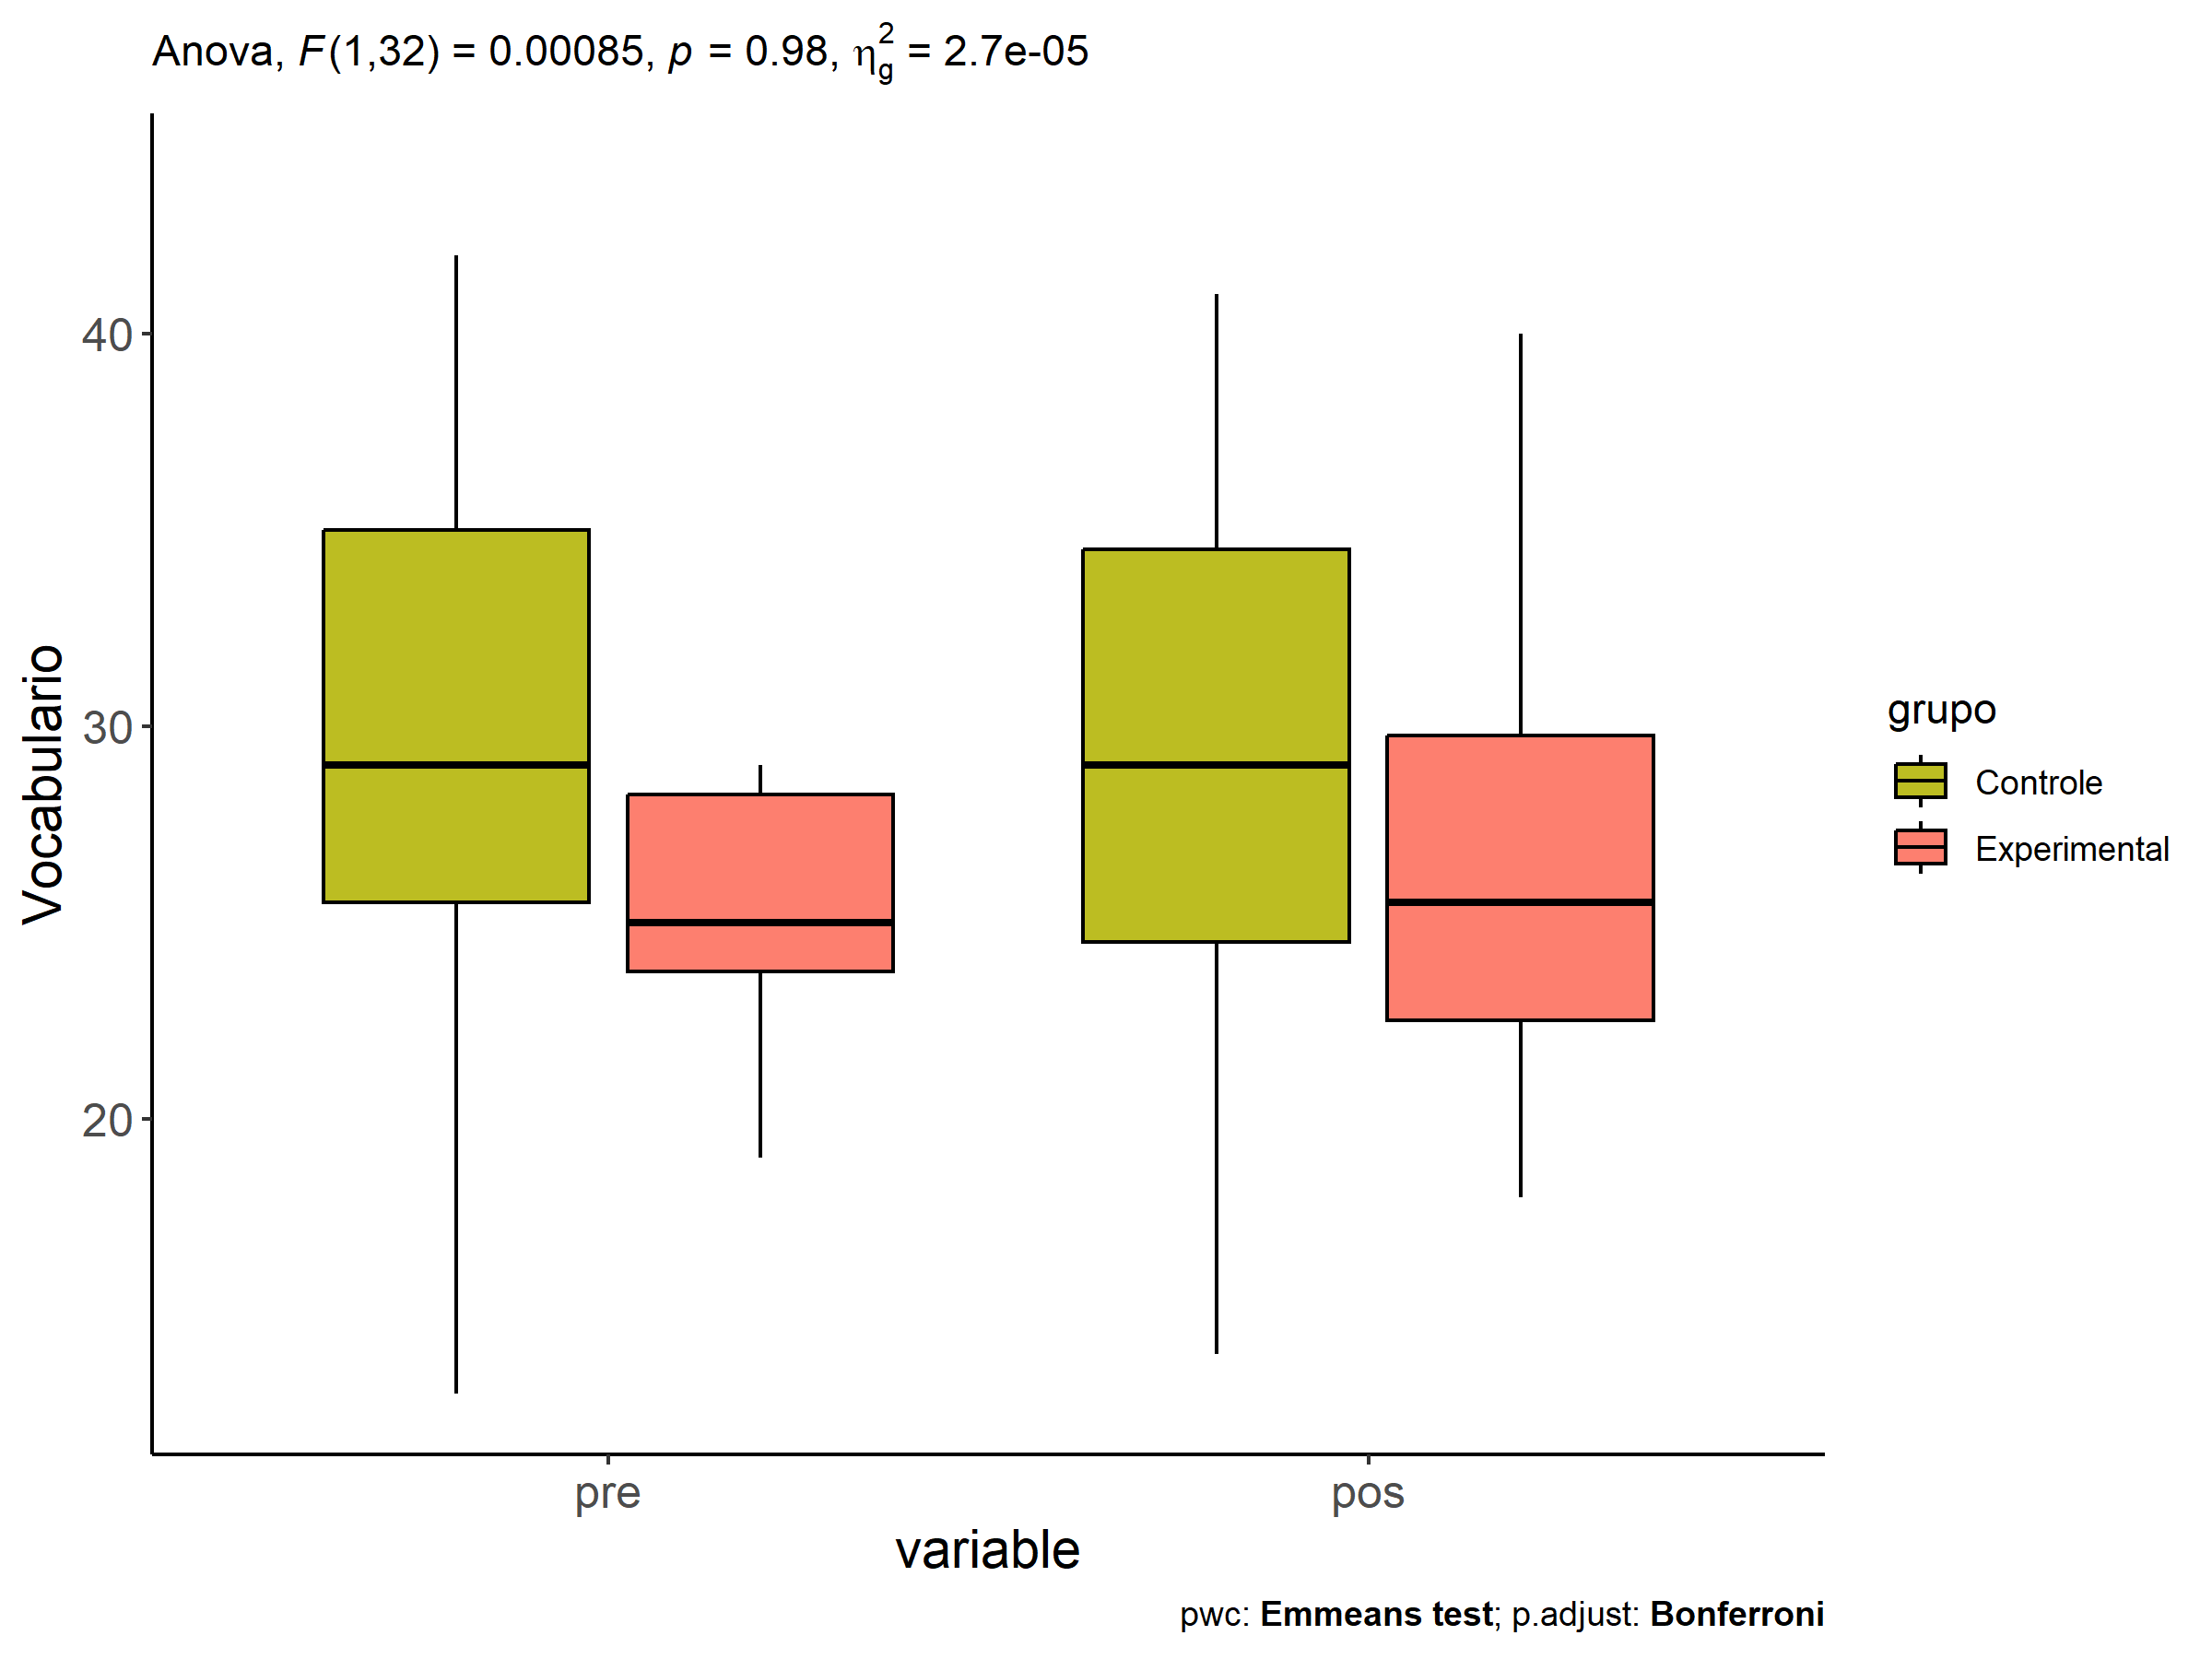 Anova, F(1,32) = 0.00085, p = 0.98, η²g = 2.7e-05
Vocabulario
40
30
20
pre
pos
variable
grupo
Controle
Experimental
pwc: Emmeans test; p.adjust: Bonferroni